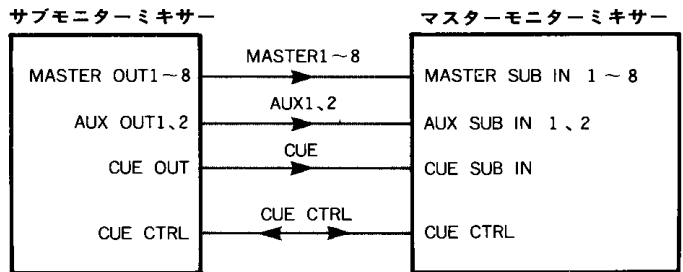 サブモニターミキサー
マスターモニターミキサー
MASTER OUT1～8
MASTER1～8
MASTER SUB IN 1 ～ 8
AUX OUT1、2
AUX1、2
AUX SUB IN 1 、2
CUE OUT
CUE
CUE SUB IN
CUE CTRL
CUE CTRL
CUE CTRL